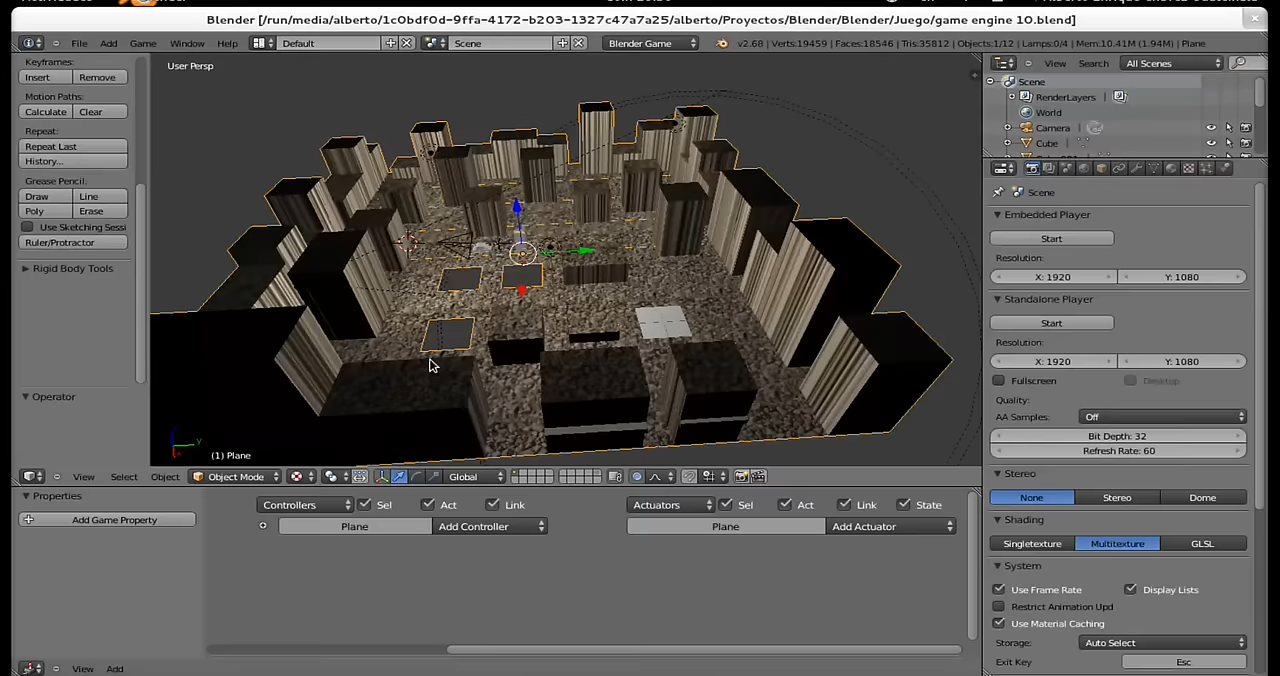 Blender [/run/media/alberto/1c0bdf0d-9ffa-4172-b203-1327c47a7a25/alberto/Proyectos/Blender/Blender/Juego/game engine 10.blend]
File Add Game Window Help Default Scene Blender Game v2.68 | Verts:19459 | Faces:18546 | Tris:35812 | Objects:1/12 | Lamps:0/4 | Mem:10.41M (1.94M) | Plane
Keyframes:
Insert Remove
Motion Paths:
Calculate Clear
Repeat:
Repeat Last
History...
Grease Pencil:
Draw Line
Poly Erase
Use Sketching Sessi
Ruler/Protractor
Rigid Body Tools
Operator
User Persp
(1) Plane
View Select Object Object Mode Global
Properties
Add Game Property
Controllers Sel Act Link
Plane Add Controller
Actuators Sel Act Link State
Plane Add Actuator
View Add
View Search All Scenes
Scene
RenderLayers
World
Camera
Cube
Scene
Embedded Player
Start
Resolution:
X: 1920 Y: 1080
Standalone Player
Start
Resolution:
X: 1920 Y: 1080
Fullscreen Desktop
Quality:
AA Samples: Off
Bit Depth: 32
Refresh Rate: 60
Stereo
None Stereo Dome
Shading
Singletexture Multitexture GLSL
System
Use Frame Rate Display Lists
Restrict Animation Upd
Use Material Caching
Storage: Auto Select
Exit Key Esc